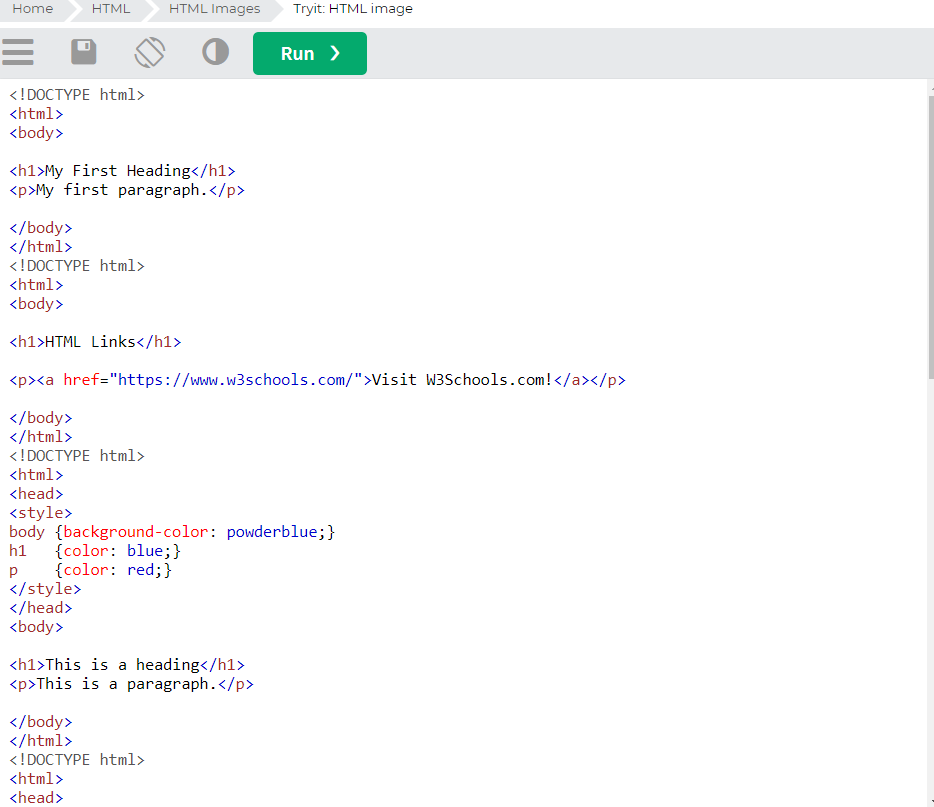 Home HTML HTML Images Tryit: HTML image
Run ❯
<!DOCTYPE html>
<html>
<body>
<h1>My First Heading</h1>
<p>My first paragraph.</p>
</body>
</html>
<!DOCTYPE html>
<html>
<body>
<h1>HTML Links</h1>
<p><a href="https://www.w3schools.com/">Visit W3Schools.com!</a></p>
</body>
</html>
<!DOCTYPE html>
<html>
<head>
<style>
body {background-color: powderblue;}
h1   {color: blue;}
p    {color: red;}
</style>
</head>
<body>
<h1>This is a heading</h1>
<p>This is a paragraph.</p>
</body>
</html>
<!DOCTYPE html>
<html>
<head>